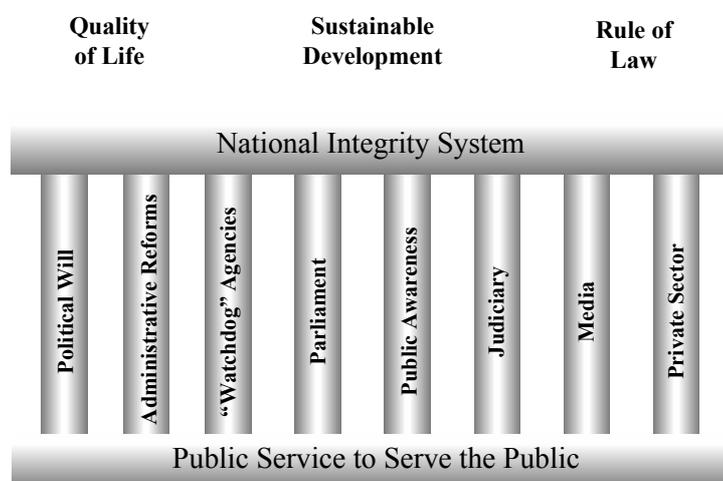 Quality
of Life
Sustainable
Development
Rule of
Law
National Integrity System
Political Will
Administrative Reforms
“Watchdog” Agencies
Parliament
Public Awareness
Judiciary
Media
Private Sector
Public Service to Serve the Public